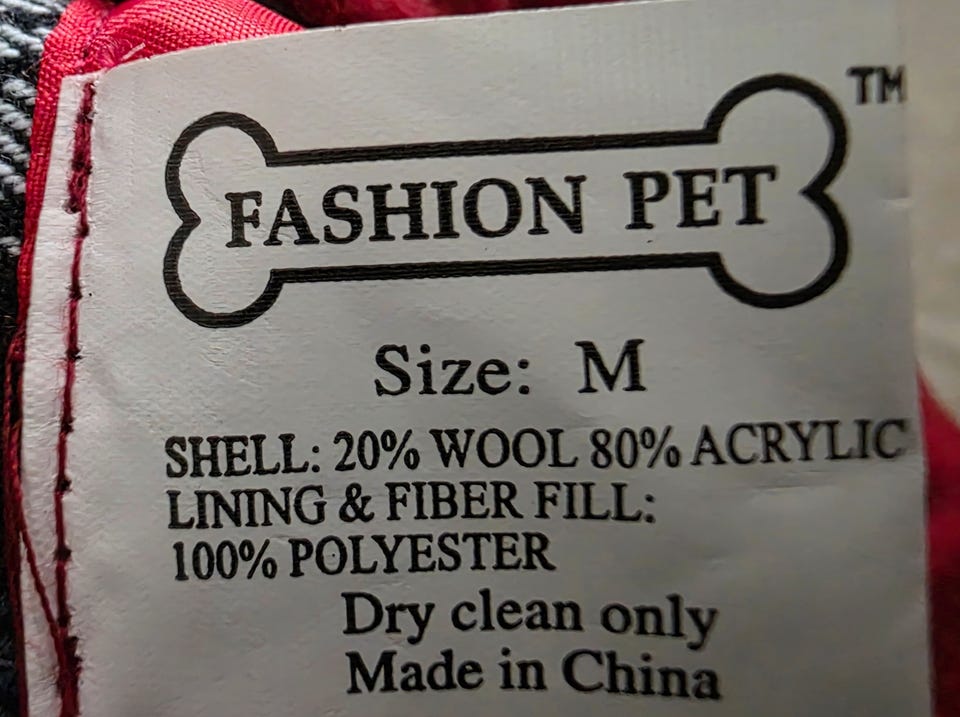 FASHION PET TM
Size: M
SHELL: 20% WOOL 80% ACRYLIC
LINING & FIBER FILL:
100% POLYESTER
Dry clean only
Made in China